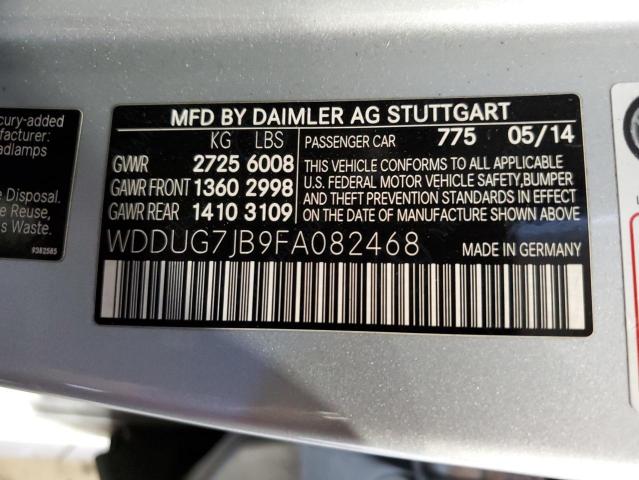 cury-added
facturer:
adlamps
e Disposal.
e Reuse,
s Waste.
9382585
MFD BY DAIMLER AG STUTTGART
KG LBS
GVWR 2725 6008
GAWR FRONT 1360 2998
GAWR REAR 1410 3109
PASSENGER CAR 775 05/14
THIS VEHICLE CONFORMS TO ALL APPLICABLE
U.S. FEDERAL MOTOR VEHICLE SAFETY,BUMPER
AND THEFT PREVENTION STANDARDS IN EFFECT
ON THE DATE OF MANUFACTURE SHOWN ABOVE
WDDUG7JB9FA082468 MADE IN GERMANY